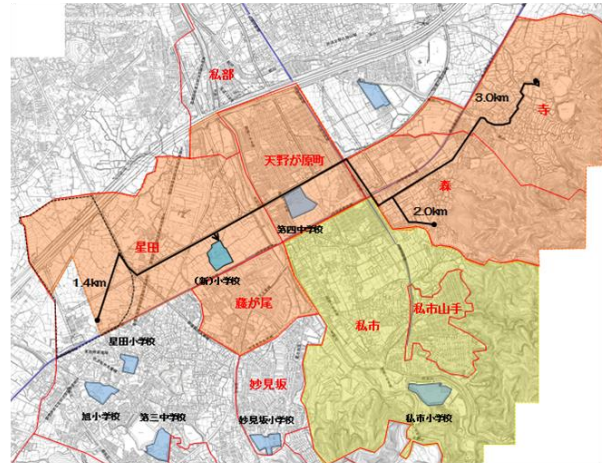 私部
3.0km
寺
天野が原町
森
2.0km
第四中学校
星田
(新)小学校
1.4km
藤が尾
私市
私市山手
星田小学校
妙見坂
旭小学校
第三中学校
妙見坂小学校
私市小学校